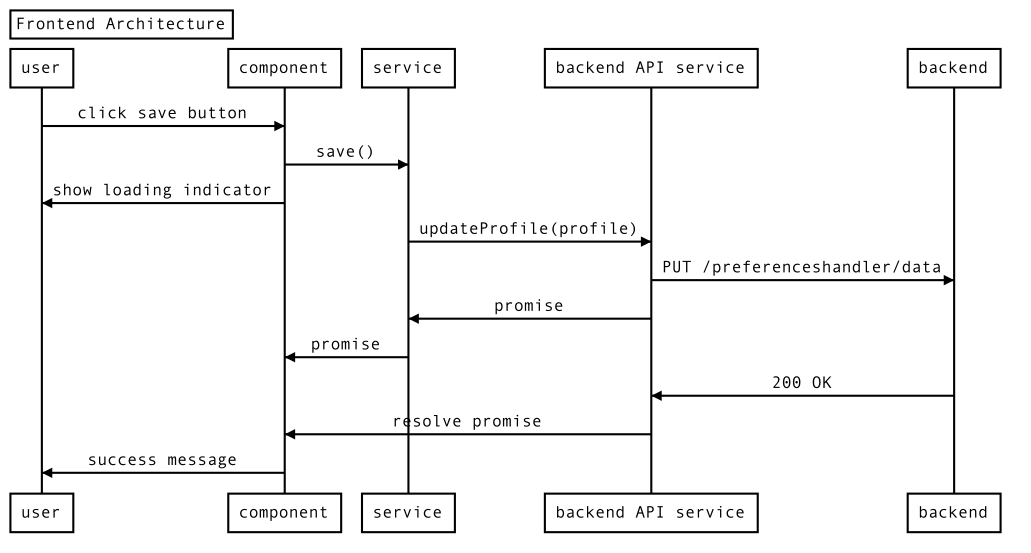 Frontend Architecture
user component service backend API service backend
click save button
save()
show loading indicator
updateProfile(profile)
PUT /preferenceshandler/data
promise
promise
200 OK
resolve promise
success message
user component service backend API service backend